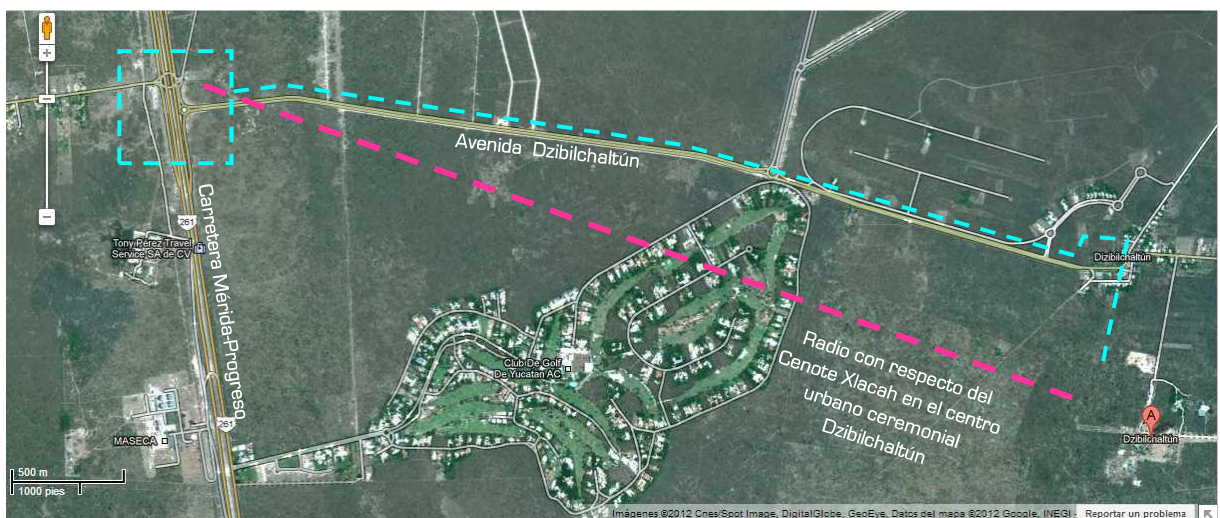 Avenida Dzibilchaltún
Carretera Mérida-Progreso
261
Tony Pérez Travel
Service SA de CV
Dizibilchaltún
Radio con respecto del
Cenote Xlacah en el centro
urbano ceremonial
Dzibilchaltún
Club De Golf
De Yucatan AC
A
Dzibilchaltún
261
MASECA
500 m
1000 pies
Imágenes ©2012 Cnes/Spot Image, DigitalGlobe, GeoEye, Datos del mapa ©2012 Google, INEGI -
Reportar un problema